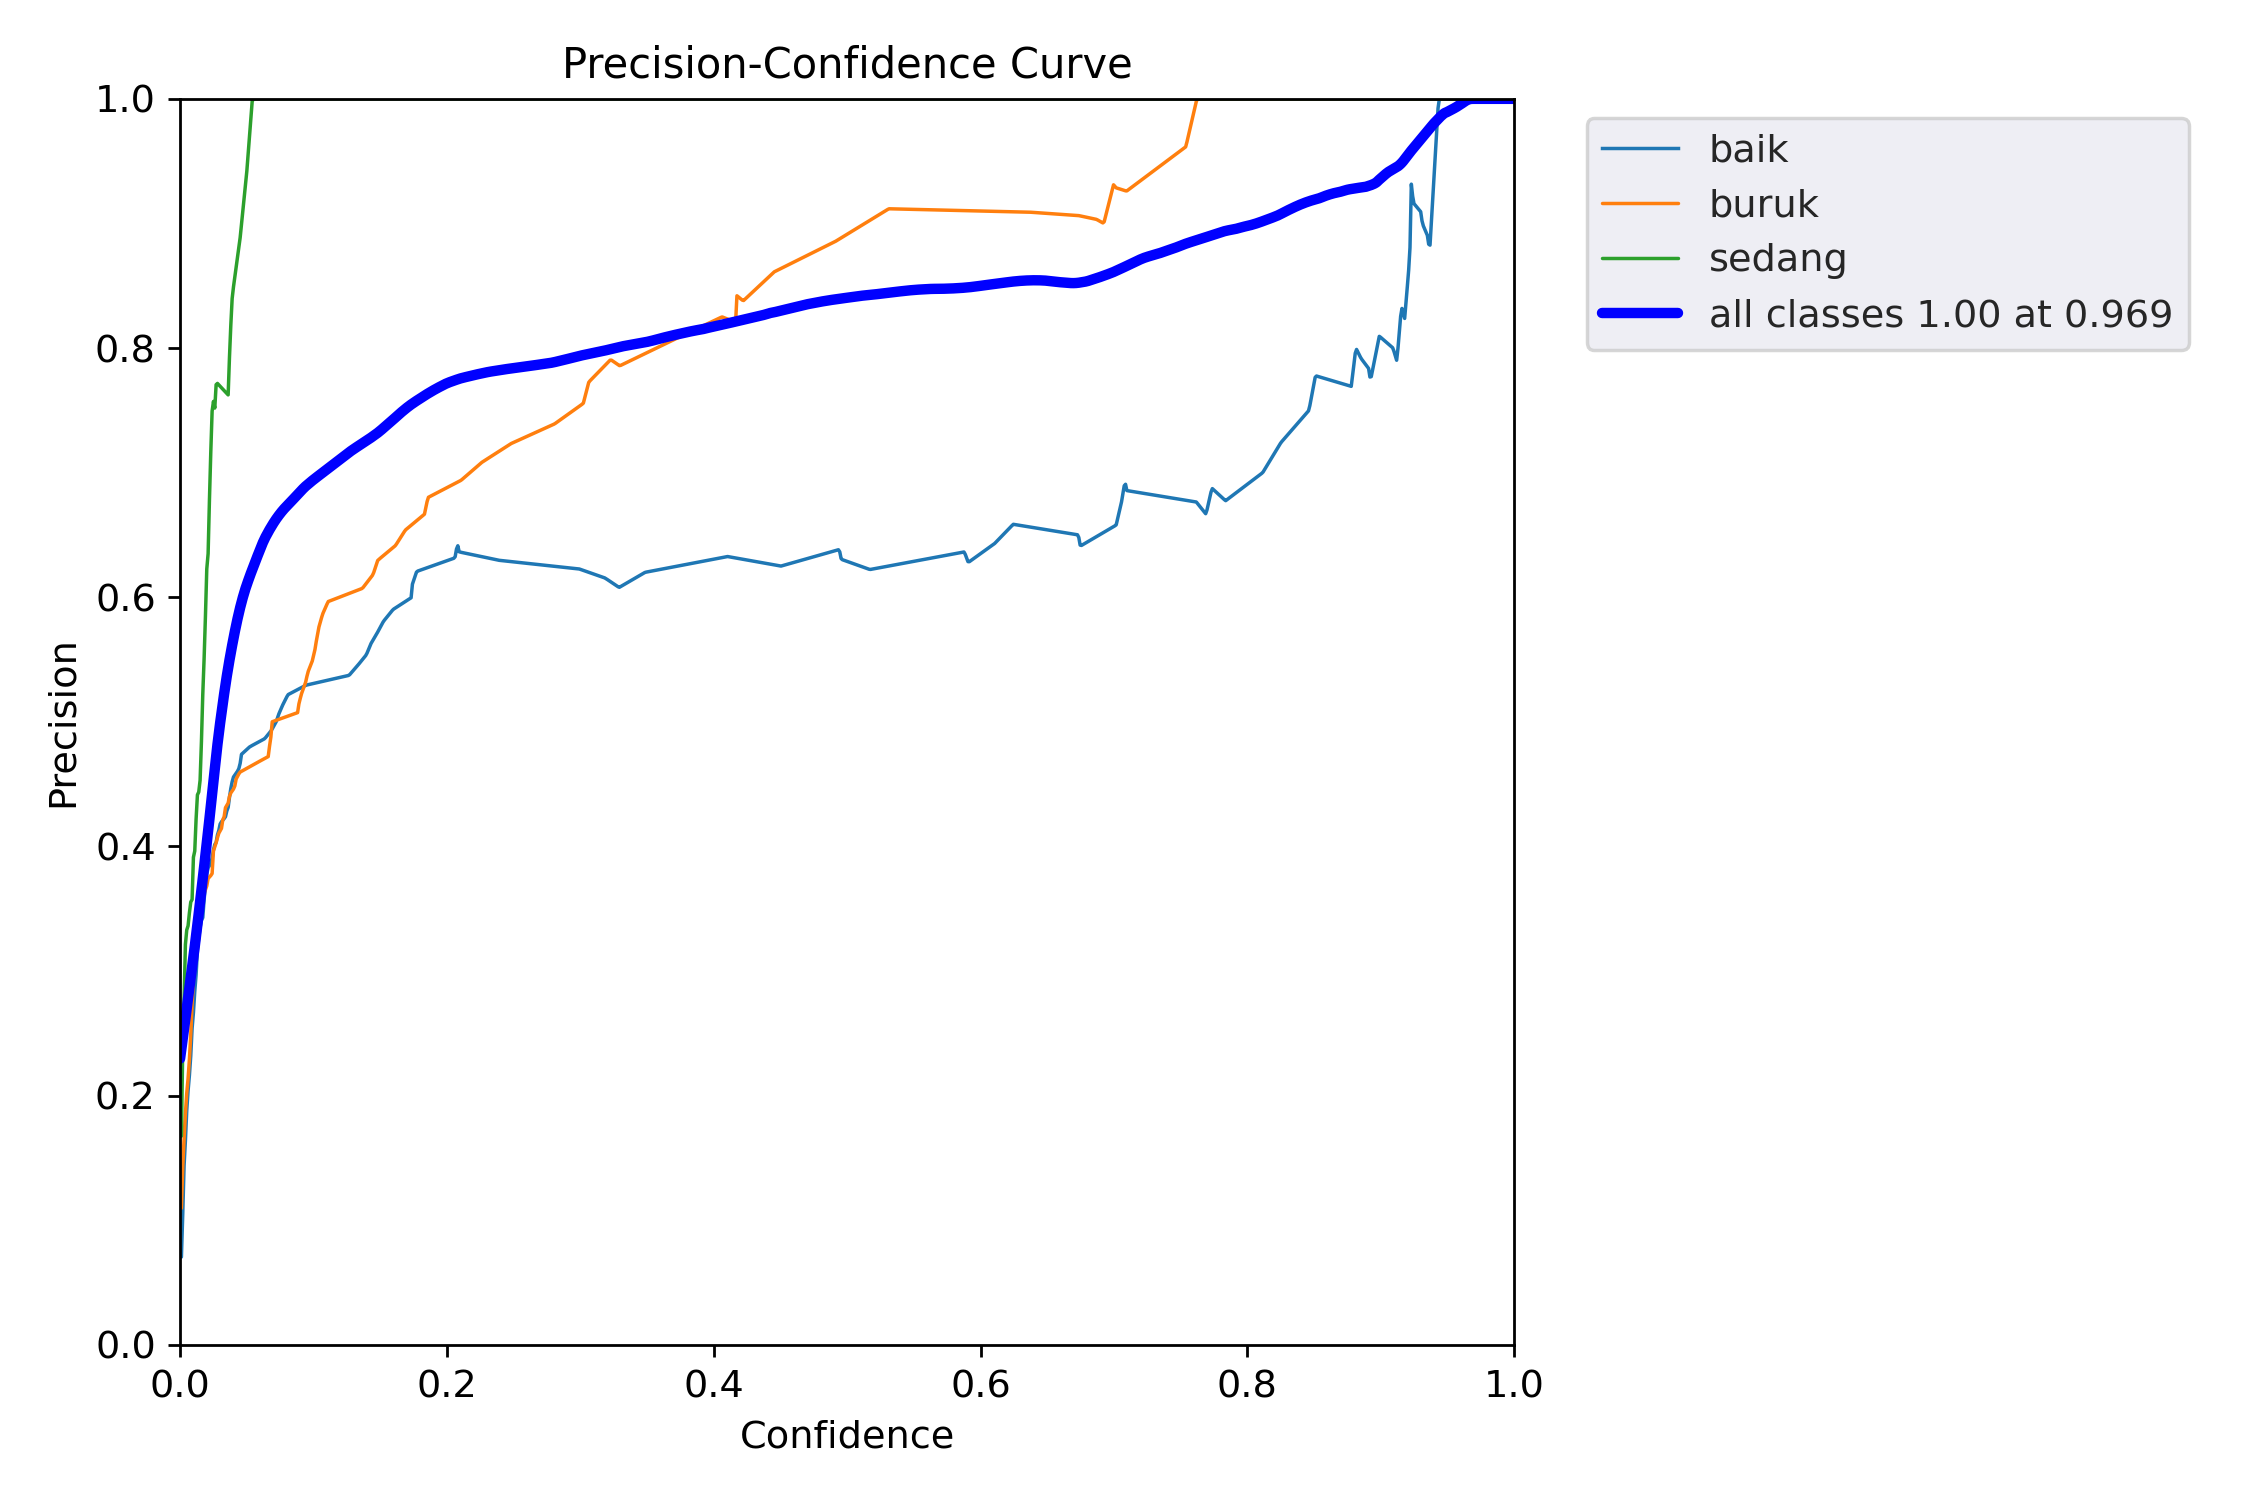 Precision-Confidence Curve
1.0
0.8
0.6
0.4
0.2
0.0
Precision
0.0 0.2 0.4 0.6 0.8 1.0
Confidence
baik
buruk
sedang
all classes 1.00 at 0.969